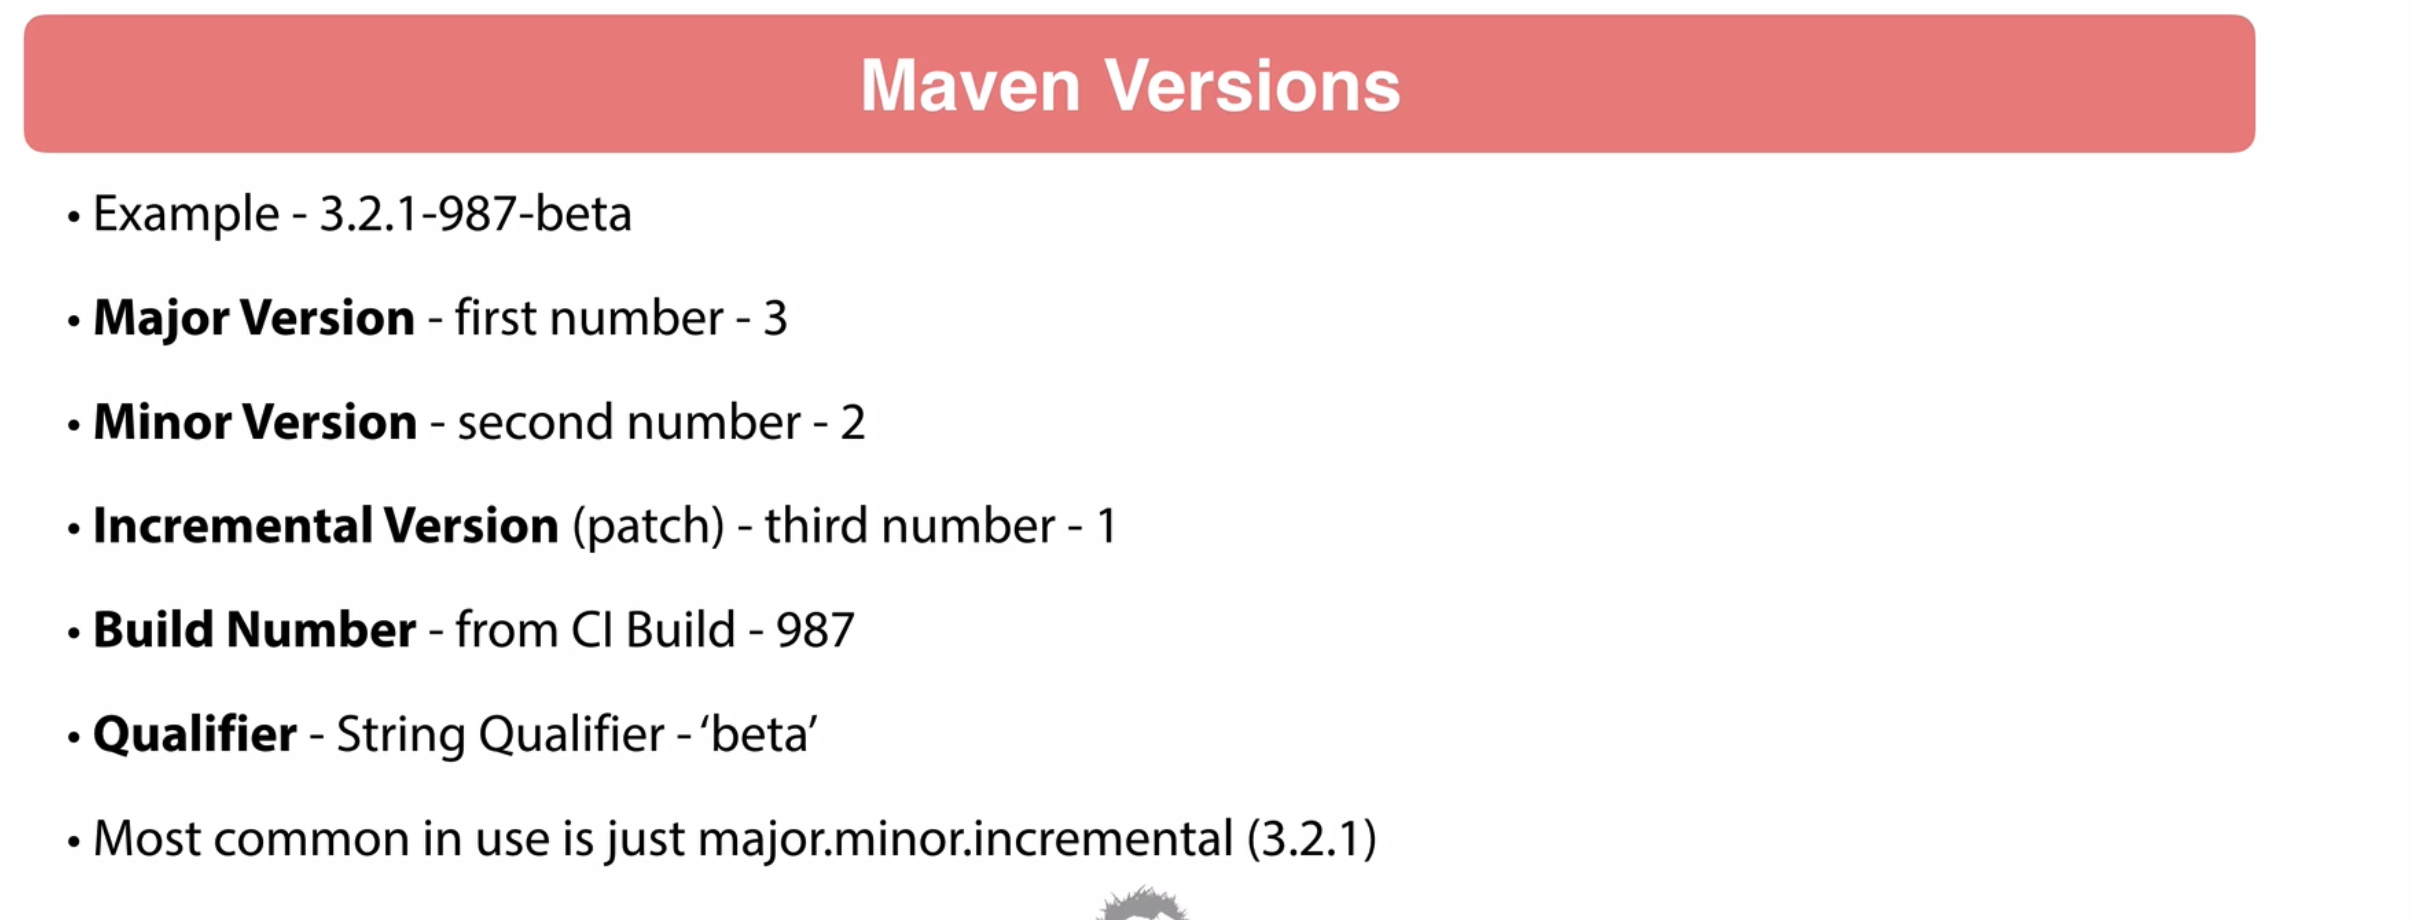 Maven Versions
• Example - 3.2.1-987-beta
• Major Version - first number - 3
• Minor Version - second number - 2
• Incremental Version (patch) - third number - 1
• Build Number - from CI Build - 987
• Qualifier - String Qualifier - ‘beta’
• Most common in use is just major.minor.incremental (3.2.1)